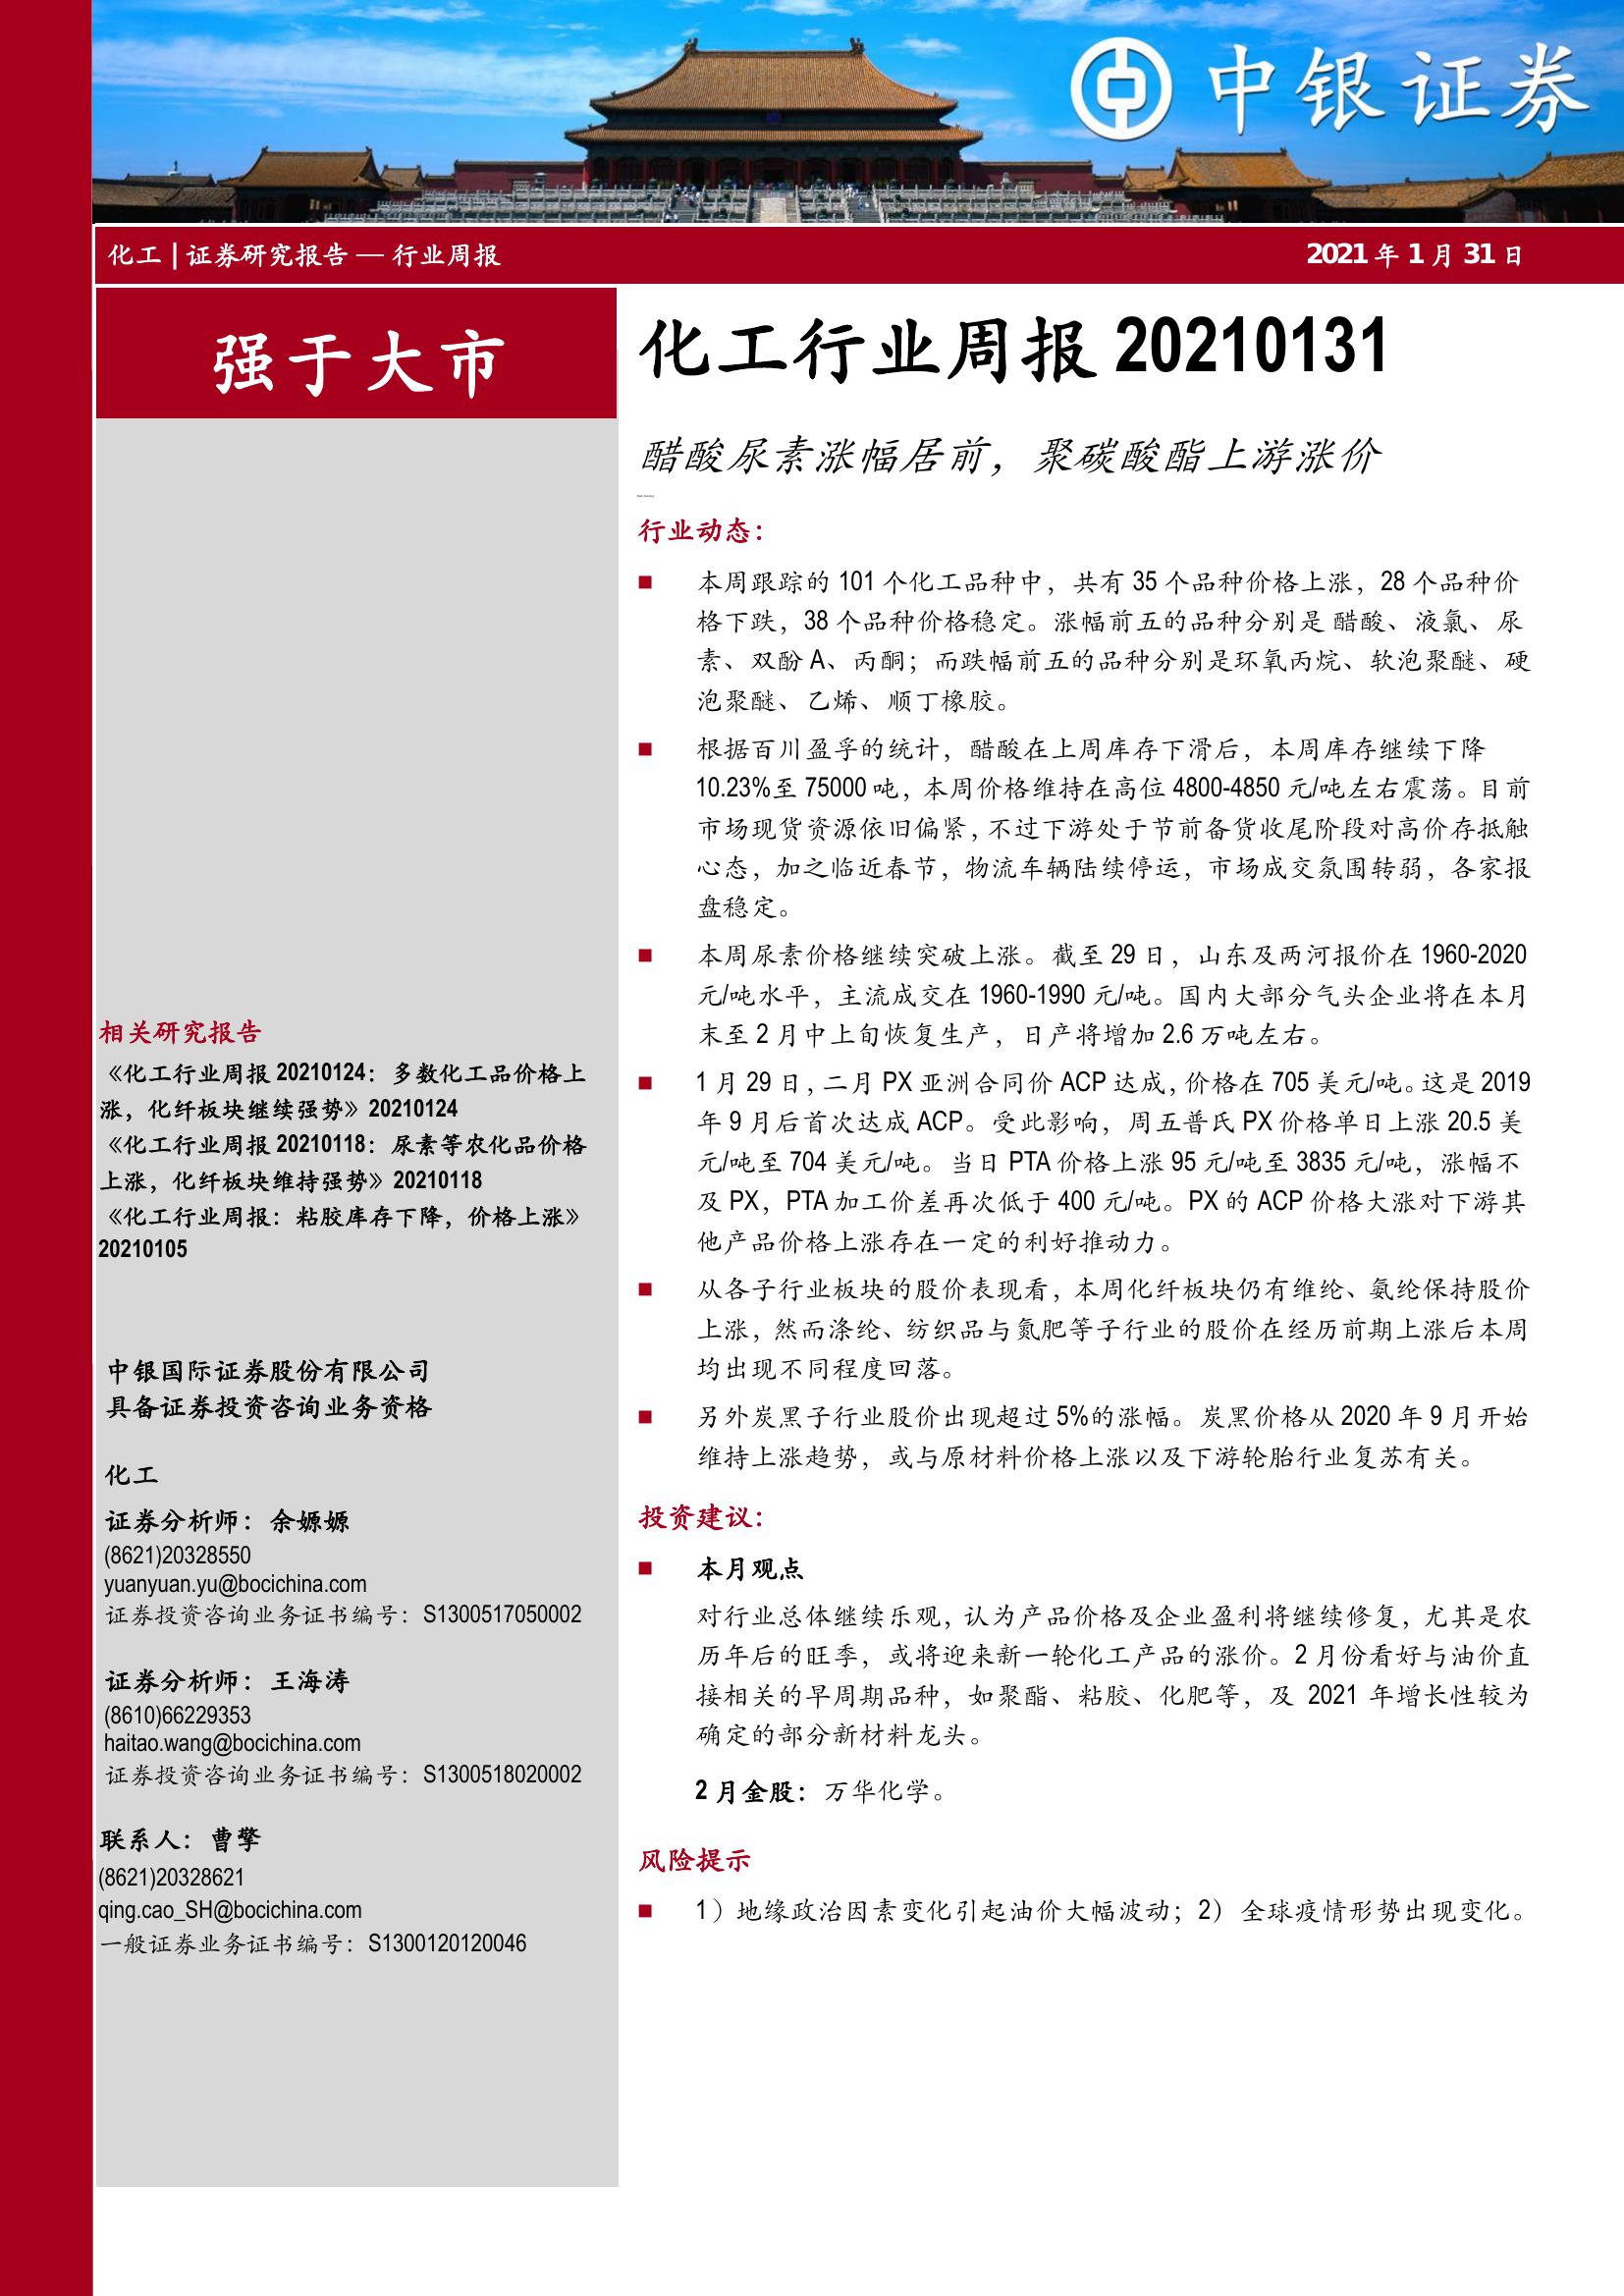 中银证券
化工 | 证券研究报告 — 行业周报
2021 年 1 月 31 日
强于大市
化工行业周报 20210131
醋酸尿素涨幅居前，聚碳酸酯上游涨价
行业动态：
■ 本周跟踪的 101 个化工品种中，共有 35 个品种价格上涨，28 个品种价
格下跌，38 个品种价格稳定。涨幅前五的品种分别是 醋酸、液氯、尿
素、双酚 A、丙酮；而跌幅前五的品种分别是环氧丙烷、软泡聚醚、硬
泡聚醚、乙烯、顺丁橡胶。
■ 根据百川盈孚的统计，醋酸在上周库存下滑后，本周库存继续下降
10.23%至 75000 吨，本周价格维持在高位 4800-4850 元/吨左右震荡。目前
市场现货资源依旧偏紧，不过下游处于节前备货收尾阶段对高价存抵触
心态，加之临近春节，物流车辆陆续停运，市场成交氛围转弱，各家报
盘稳定。
■ 本周尿素价格继续突破上涨。截至 29 日，山东及两河报价在 1960-2020
元/吨水平，主流成交在 1960-1990 元/吨。国内大部分气头企业将在本月
末至 2 月中上旬恢复生产，日产将增加 2.6 万吨左右。
■ 1 月 29 日，二月 PX 亚洲合同价 ACP 达成，价格在 705 美元/吨。这是 2019
年 9 月后首次达成 ACP。受此影响，周五普氏 PX 价格单日上涨 20.5 美
元/吨至 704 美元/吨。当日 PTA 价格上涨 95 元/吨至 3835 元/吨，涨幅不
及 PX，PTA 加工价差再次低于 400 元/吨。PX 的 ACP 价格大涨对下游其
他产品价格上涨存在一定的利好推动力。
■ 从各子行业板块的股价表现看，本周化纤板块仍有维纶、氨纶保持股价
上涨，然而涤纶、纺织品与氮肥等子行业的股价在经历前期上涨后本周
均出现不同程度回落。
■ 另外炭黑子行业股价出现超过 5%的涨幅。炭黑价格从 2020 年 9 月开始
维持上涨趋势，或与原材料价格上涨以及下游轮胎行业复苏有关。
投资建议：
■ 本月观点
对行业总体继续乐观，认为产品价格及企业盈利将继续修复，尤其是农
历年后的旺季，或将迎来新一轮化工产品的涨价。2 月份看好与油价直
接相关的早周期品种，如聚酯、粘胶、化肥等，及 2021 年增长性较为
确定的部分新材料龙头。
2 月金股：万华化学。
风险提示
■ 1）地缘政治因素变化引起油价大幅波动；2）全球疫情形势出现变化。
相关研究报告
《化工行业周报 20210124：多数化工品价格上
涨，化纤板块继续强势》20210124
《化工行业周报 20210118：尿素等农化品价格
上涨，化纤板块维持强势》20210118
《化工行业周报：粘胶库存下降，价格上涨》
20210105
中银国际证券股份有限公司
具备证券投资咨询业务资格
化工
证券分析师：余嫄嫄
(8621)20328550
yuanyuan.yu@bocichina.com
证券投资咨询业务证书编号：S1300517050002
证券分析师：王海涛
(8610)66229353
haitao.wang@bocichina.com
证券投资咨询业务证书编号：S1300518020002
联系人：曹擎
(8621)20328621
qing.cao_SH@bocichina.com
一般证券业务证书编号：S1300120120046